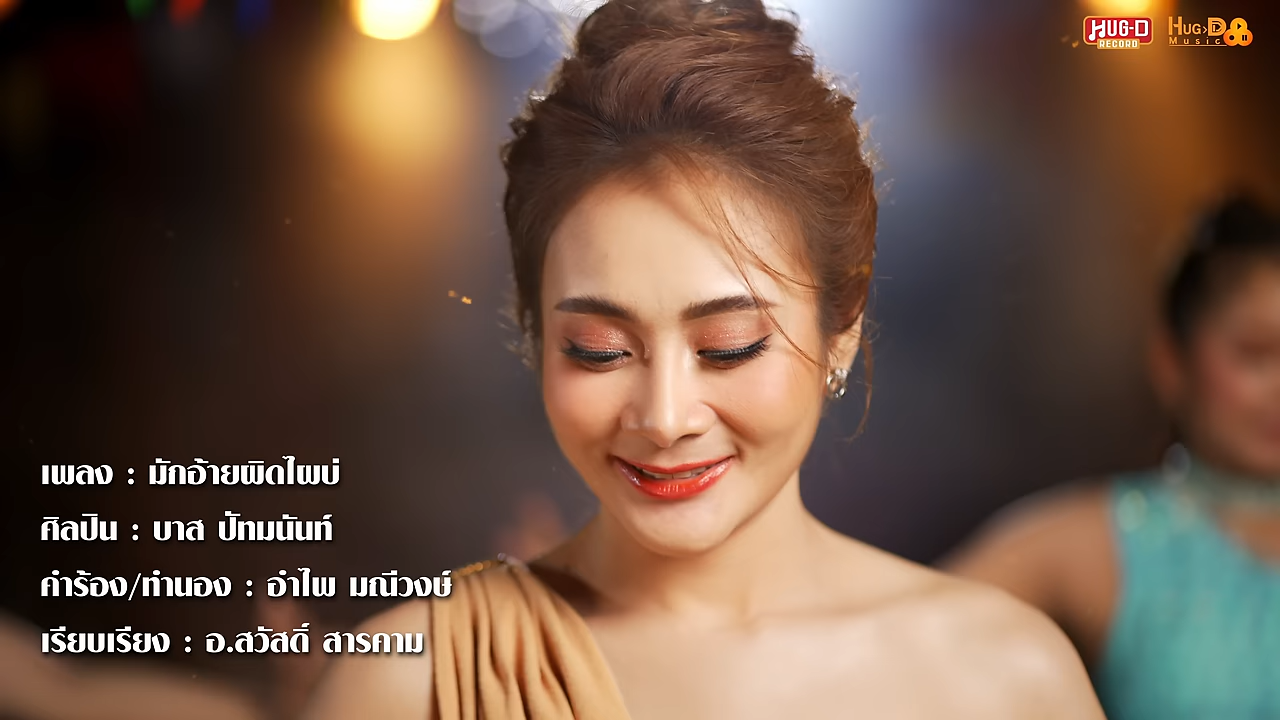 HUG-D
RECORD
HUG D
Music
เพลง : มักอ้ายผิดไผบ่
ศิลปิน : บาส ปัทมนันท์
คำร้อง/ทำนอง : อำไพ มณีวงษ์
เรียบเรียง : อ.สวัสดิ์ สารคาม